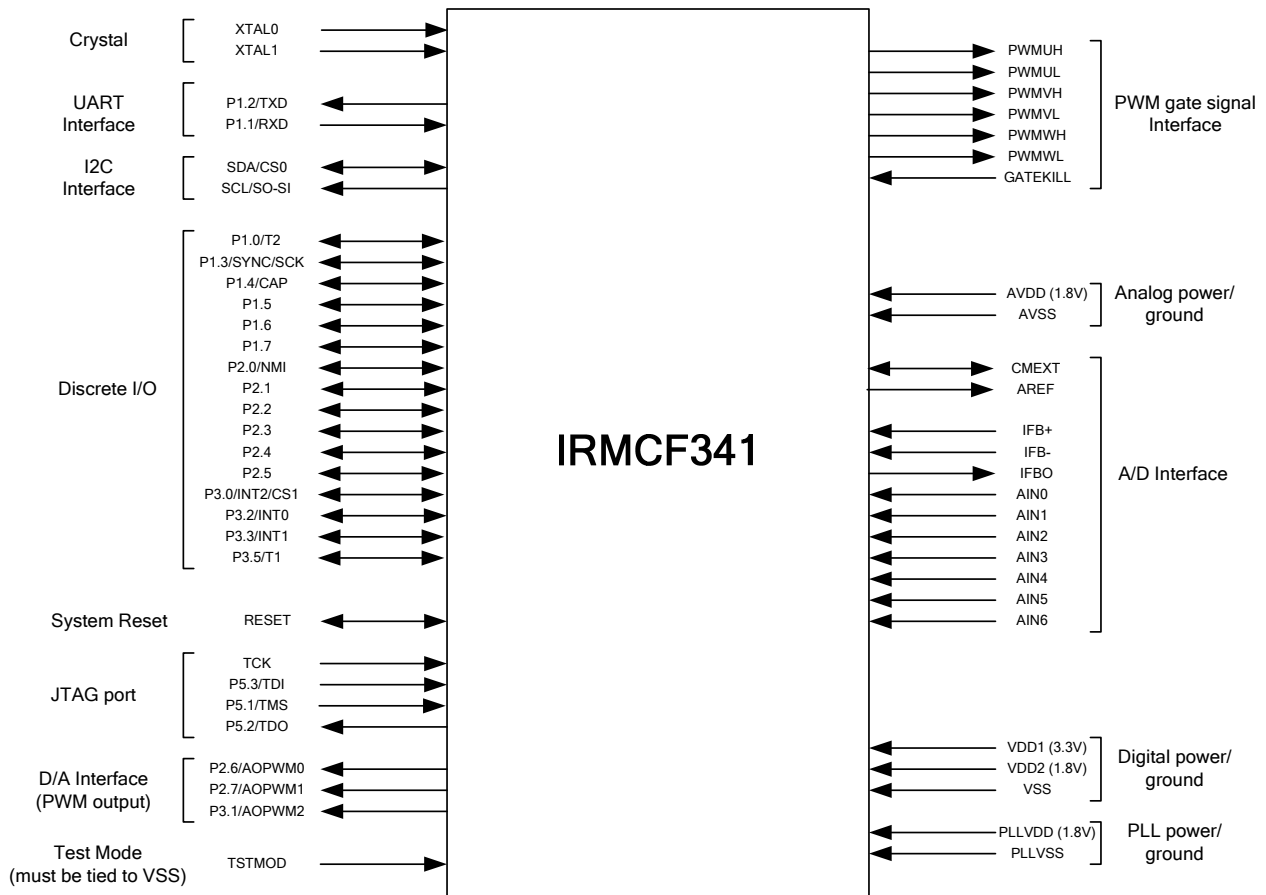 Crystal
XTAL0
XTAL1
UART
Interface
P1.2/TXD
P1.1/RXD
I2C
Interface
SDA/CS0
SCL/SO-SI
Discrete I/O
P1.0/T2
P1.3/SYNC/SCK
P1.4/CAP
P1.5
P1.6
P1.7
P2.0/NMI
P2.1
P2.2
P2.3
P2.4
P2.5
P3.0/INT2/CS1
P3.2/INT0
P3.3/INT1
P3.5/T1
System Reset
RESET
JTAG port
TCK
P5.3/TDI
P5.1/TMS
P5.2/TDO
D/A Interface
(PWM output)
P2.6/AOPWM0
P2.7/AOPWM1
P3.1/AOPWM2
Test Mode
(must be tied to VSS)
TSTMOD
IRMCF341
PWMUH
PWMUL
PWMVH
PWMVL
PWMWH
PWMWL
GATEKILL
PWM gate signal
Interface
AVDD (1.8V)
AVSS
Analog power/
ground
CMEXT
AREF
IFB+
IFB-
IFBO
AIN0
AIN1
AIN2
AIN3
AIN4
AIN5
AIN6
A/D Interface
VDD1 (3.3V)
VDD2 (1.8V)
VSS
Digital power/
ground
PLLVDD (1.8V)
PLLVSS
PLL power/
ground